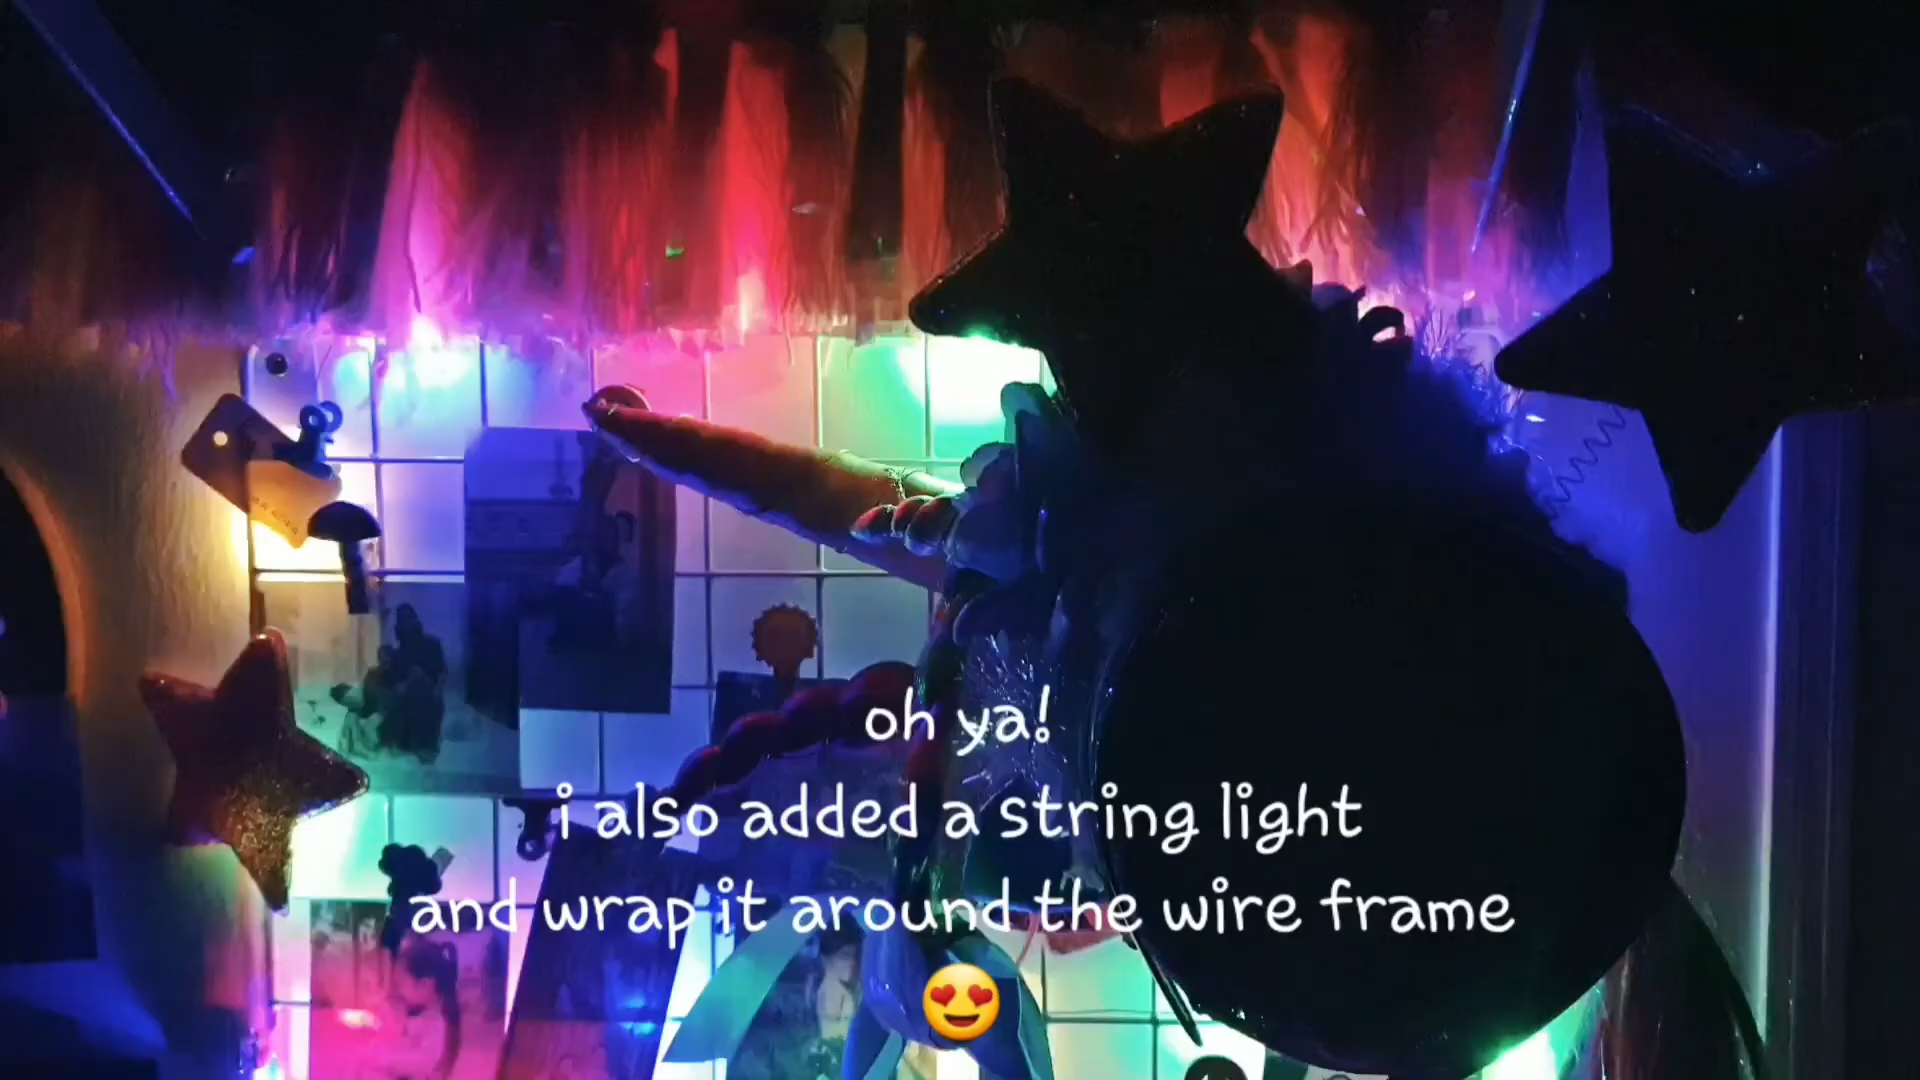 oh ya!
i also added a string light
and wrap it around the wire frame
😍